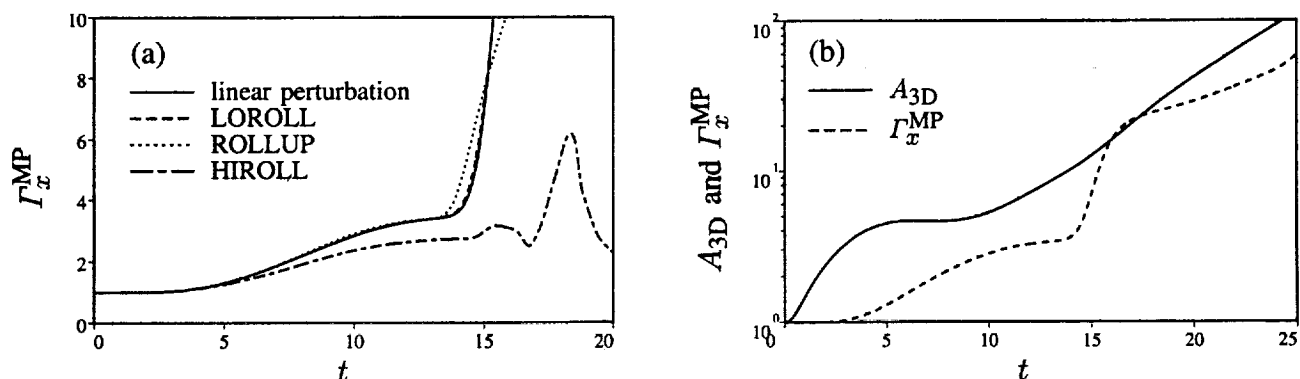 10
8
6
4
2
0
Γ_x^MP
(a)
linear perturbation
LOROLL
ROLLUP
HIROLL
0
5
10
15
20
t
10^2
10^1
10^0
A_3D and Γ_x^MP
(b)
A_3D
Γ_x^MP
0
5
10
15
20
25
t